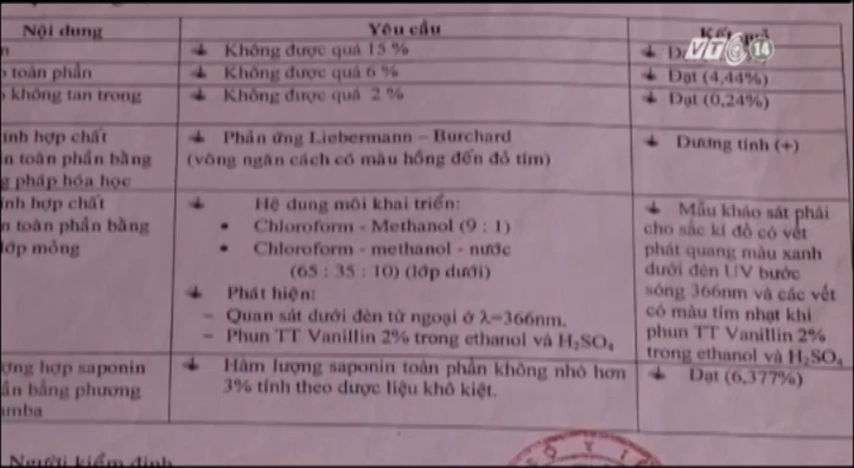 Nội dung Yêu cầu Kết quả
VTC 14
Không được quá 15 %
toàn phần Không được quá 6 % Đạt (4,44%)
không tan trong Không được quá 2 % Đạt (0,24%)
hợp chất Phản ứng Liebermann – Burchard Dương tính (+)
toàn phần bằng (vòng ngăn cách có màu hồng đến đỏ tím)
pháp hóa học
hợp chất Hệ dung môi khai triển: Mẫu khảo sát phải
toàn phần bằng • Chloroform - Methanol (9 : 1) cho sắc kí đồ có vết
lớp mỏng • Chloroform - methanol - nước phát quang màu xanh
(65 : 35 : 10) (lớp dưới) dưới đèn UV bước
Phát hiện: sóng 366nm và các vết
– Quan sát dưới đèn tử ngoại ở λ=366nm. có màu tím nhạt khi
– Phun TT Vanillin 2% trong ethanol và H₂SO₄ phun TT Vanillin 2%
trong ethanol và H₂SO₄
hợp saponin Hàm lượng saponin toàn phần không nhỏ hơn Đạt (6,377%)
bằng phương 3% tính theo dược liệu khô kiệt.
Người kiểm định